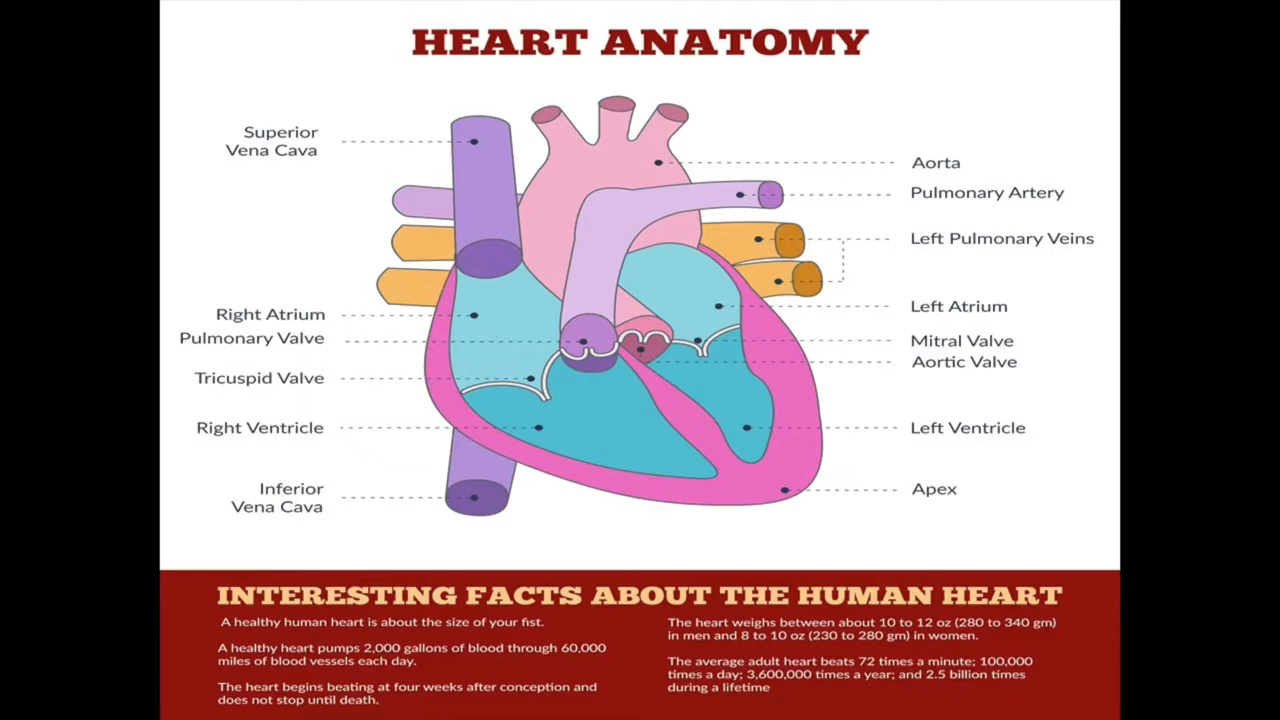 HEART ANATOMY
Superior
Vena Cava
Right Atrium
Pulmonary Valve
Tricuspid Valve
Right Ventricle
Inferior
Vena Cava
Aorta
Pulmonary Artery
Left Pulmonary Veins
Left Atrium
Mitral Valve
Aortic Valve
Left Ventricle
Apex
INTERESTING FACTS ABOUT THE HUMAN HEART
A healthy human heart is about the size of your fist.
A healthy heart pumps 2,000 gallons of blood through 60,000
miles of blood vessels each day.
The heart begins beating at four weeks after conception and
does not stop until death.
The heart weighs between about 10 to 12 oz (280 to 340 gm)
in men and 8 to 10 oz (230 to 280 gm) in women.
The average adult heart beats 72 times a minute; 100,000
times a day; 3,600,000 times a year; and 2.5 billion times
during a lifetime